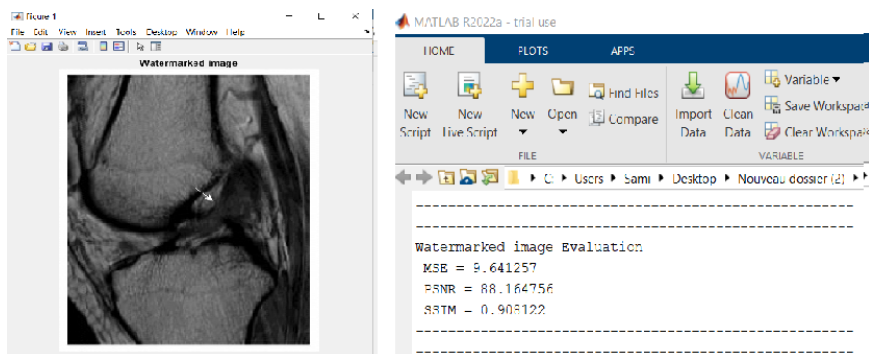 Figure 1
File Edit View Insert Tools Desktop Window Help
Watermarked image
MATLAB R2022a - trial use
HOME PLOTS APPS
New Script
New Live Script
New
Open
Find Files
Compare
Import Data
Clean Data
Variable
Save Workspac
Clear Workspa
FILE
VARIABLE
C: Users Sami Desktop Nouveau dossier (2)
--------------------------------------------------------
--------------------------------------------------------
Watermarked image Evaluation
MSE = 9.641257
PSNR = 88.164756
SSIM = 0.908122
--------------------------------------------------------
--------------------------------------------------------